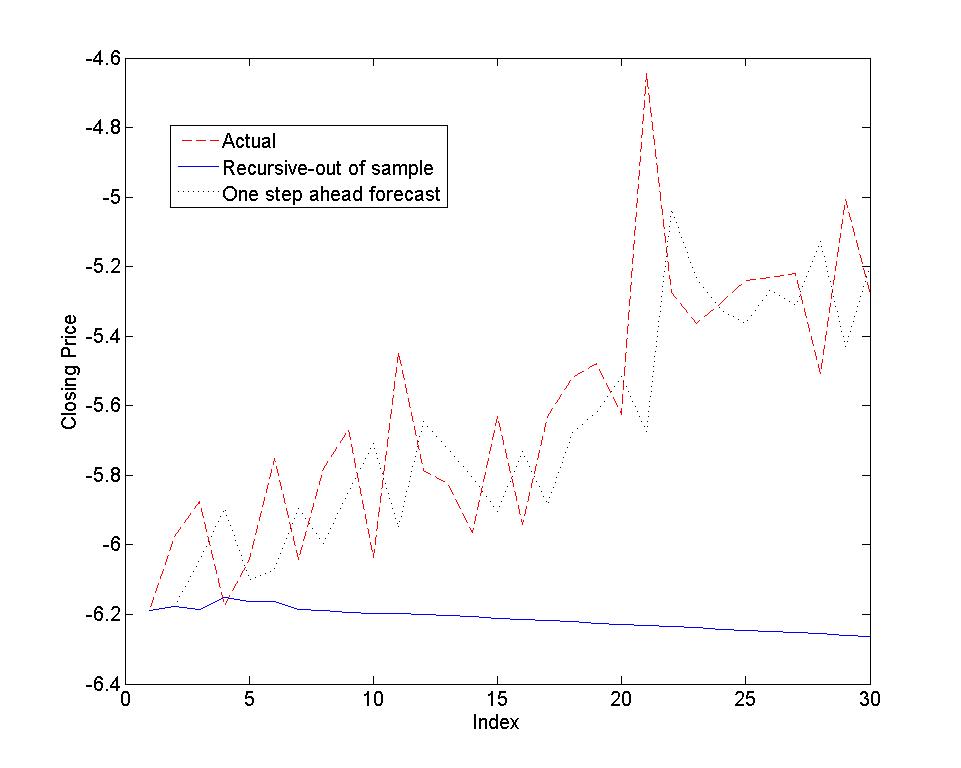 -4.6
-4.8
-5
-5.2
-5.4
-5.6
-5.8
-6
-6.2
-6.4
Closing Price
Actual
Recursive-out of sample
One step ahead forecast
0 5 10 15 20 25 30
Index